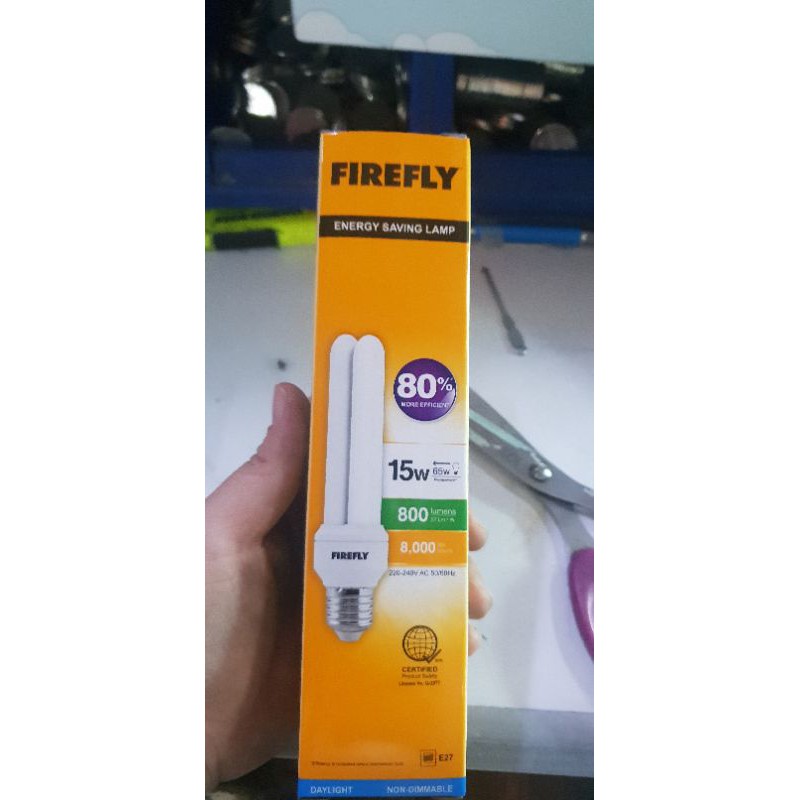 FIREFLY
ENERGY SAVING LAMP
80%
MORE EFFICIENT
15W 65W
800 lumens
8,000
FIREFLY
220-240V AC 50/60Hz
CERTIFIED
Product Safety
E27
DAYLIGHT NON-DIMMABLE